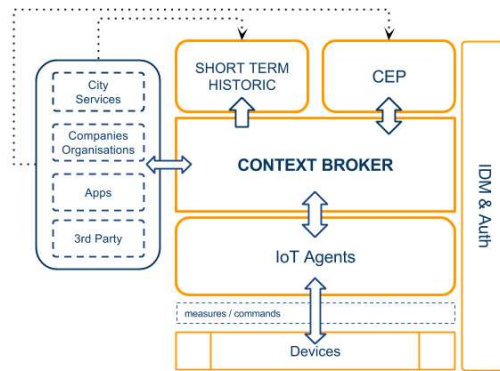 City
Services
Companies
Organisations
Apps
3rd Party
SHORT TERM
HISTORIC
CEP
CONTEXT BROKER
IoT Agents
measures / commands
Devices
IDM & Auth